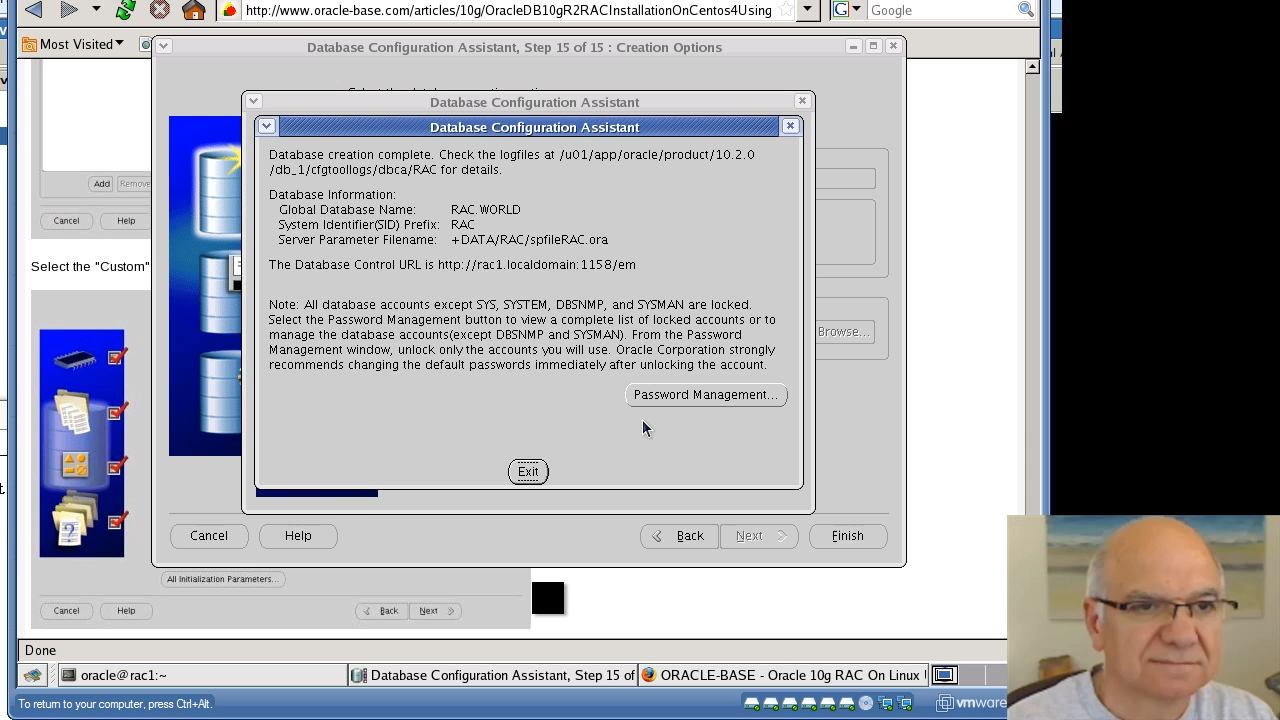 http://www.oracle-base.com/articles/10g/OracleDB10gR2RACInstallationOnCentos4Using
G
Google
Most Visited
Database Configuration Assistant, Step 15 of 15 : Creation Options
Database Configuration Assistant
Database Configuration Assistant
Database creation complete. Check the logfiles at /u01/app/oracle/product/10.2.0
/db_1/cfgtoollogs/dbca/RAC for details.
Database Information:
Global Database Name: RAC.WORLD
System Identifier(SID) Prefix: RAC
Server Parameter Filename: +DATA/RAC/spfileRAC.ora
The Database Control URL is http://rac1.localdomain:1158/em
Note: All database accounts except SYS, SYSTEM, DBSNMP, and SYSMAN are locked.
Select the Password Management button to view a complete list of locked accounts or to
manage the database accounts(except DBSNMP and SYSMAN). From the Password
Management window, unlock only the accounts you will use. Oracle Corporation strongly
recommends changing the default passwords immediately after unlocking the account.
Password Management...
Exit
Add Remove
Cancel Help
Select the "Custom"
Browse...
Cancel Help Back Next Finish
All Initialization Parameters...
Cancel Help Back Next
Done
oracle@rac1:~
Database Configuration Assistant, Step 15 of
ORACLE-BASE - Oracle 10g RAC On Linux
To return to your computer, press Ctrl+Alt.
vmware